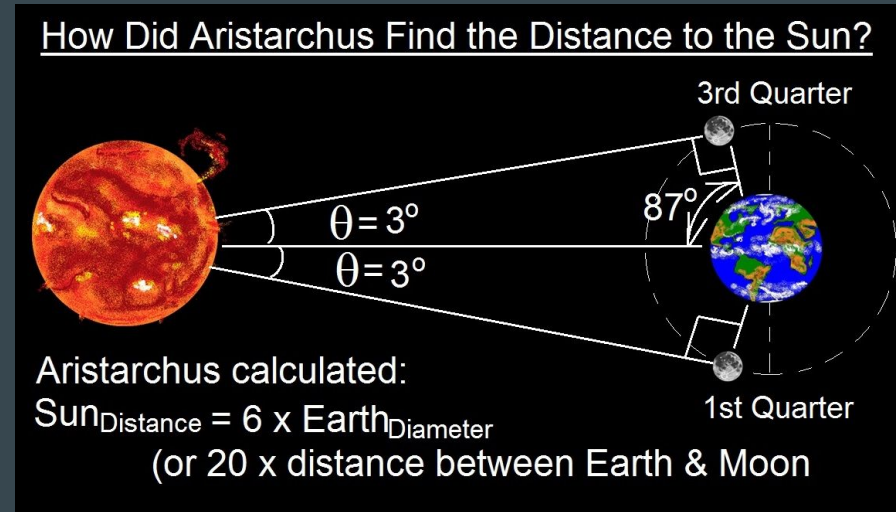 How Did Aristarchus Find the Distance to the Sun?
3rd Quarter
87°
θ= 3°
θ= 3°
Aristarchus calculated:
SunDistance = 6 x EarthDiameter
1st Quarter
(or 20 x distance between Earth & Moon